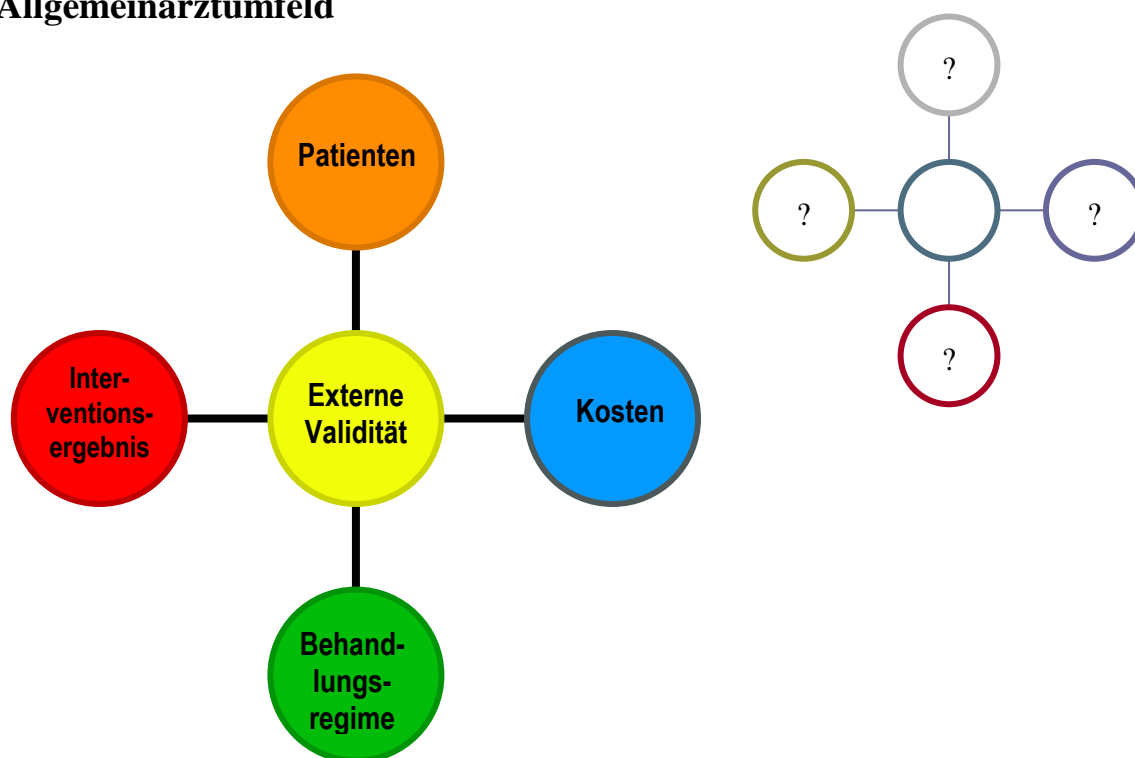 Allgemeinarztumfeld
Patienten
Inter-
ventions-
ergebnis
Externe
Validität
Kosten
Behand-
lungs-
regime
?
?
?
?